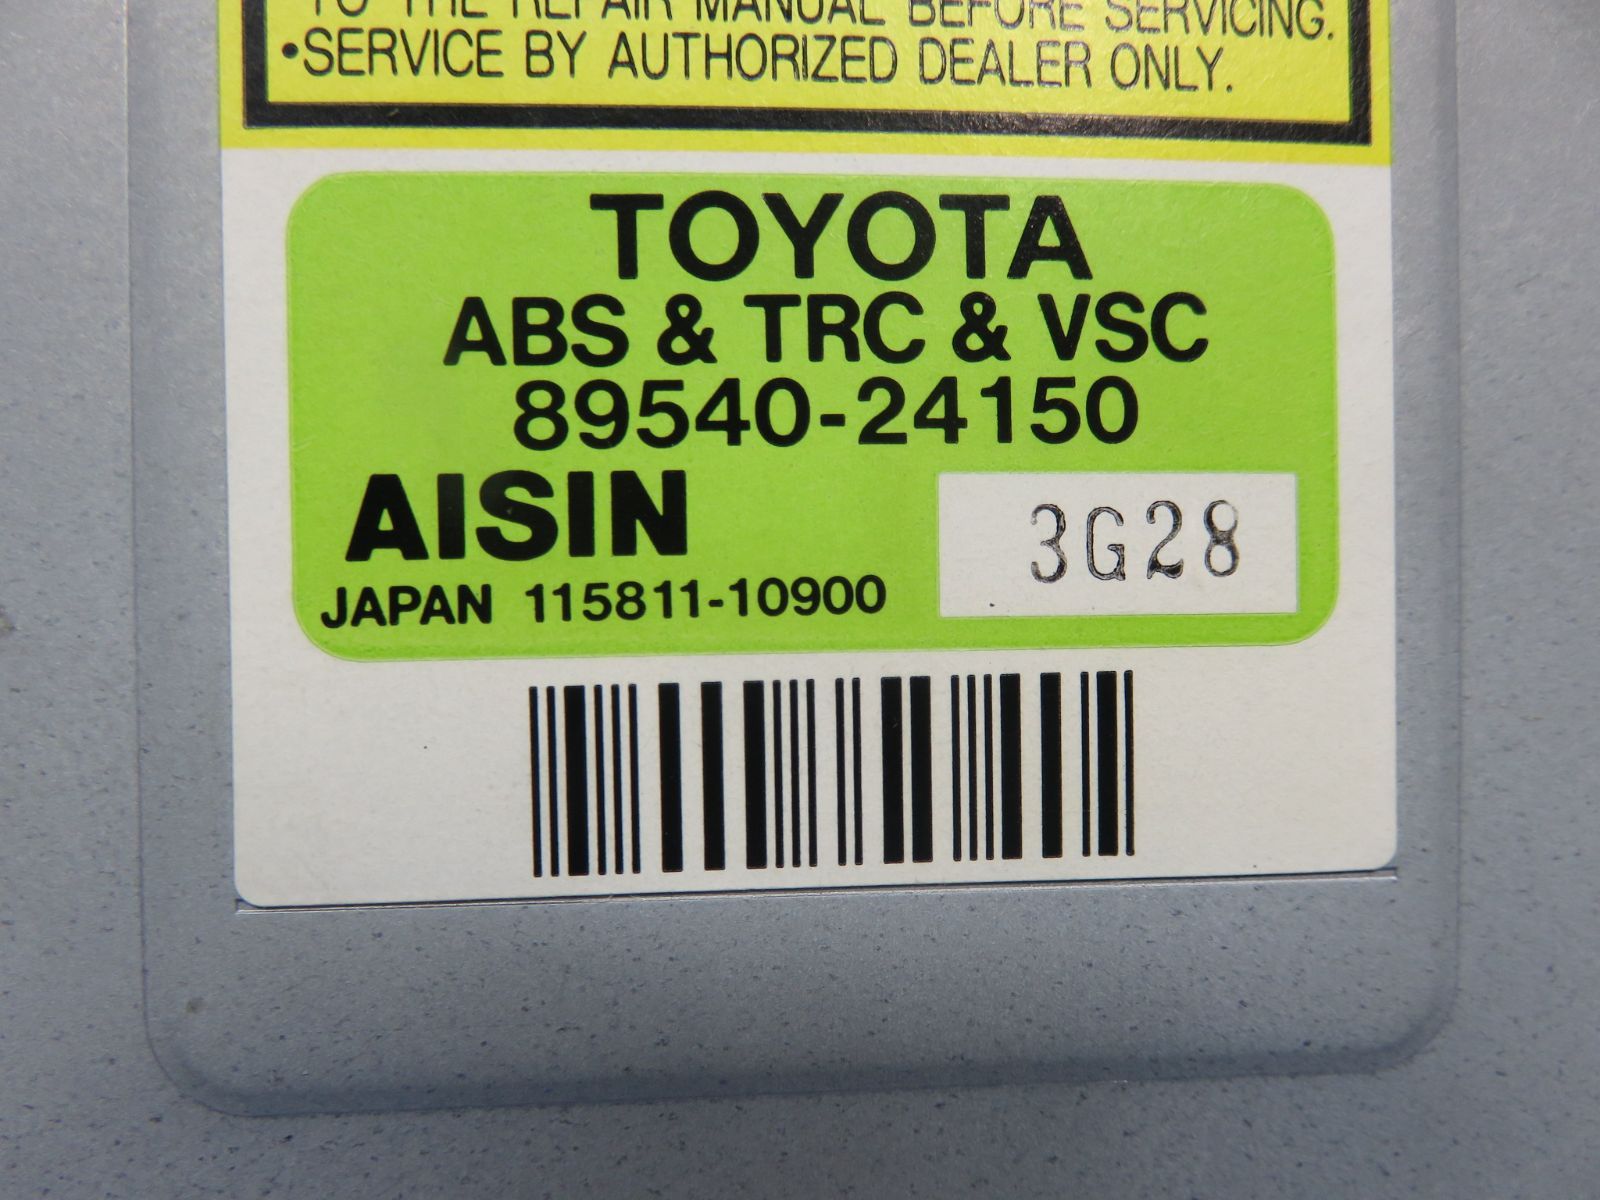 TO THE REPAIR MANUAL BEFORE SERVICING.
•SERVICE BY AUTHORIZED DEALER ONLY.
TOYOTA
ABS & TRC & VSC
89540-24150
AISIN
3G28
JAPAN 115811-10900